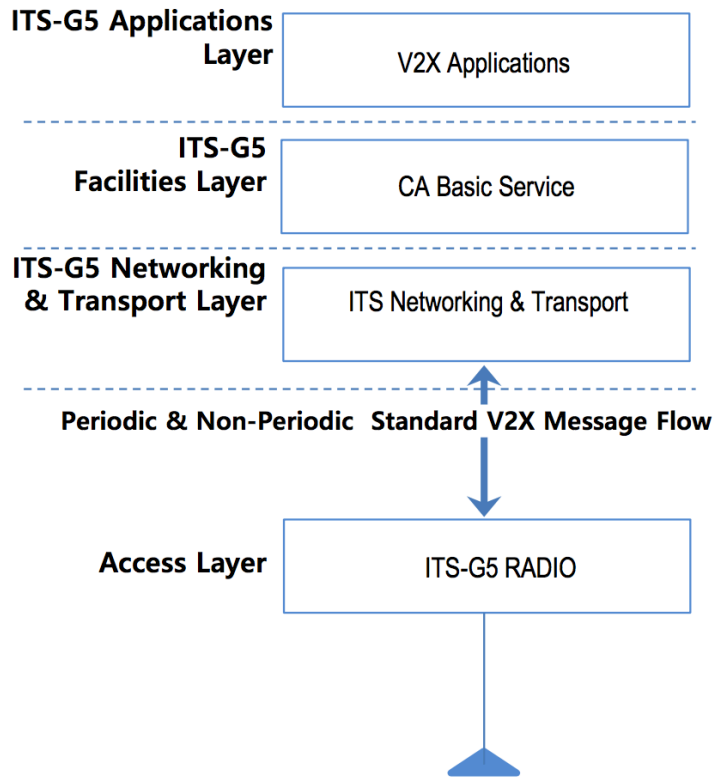 ITS-G5 Applications
Layer
V2X Applications
ITS-G5
Facilities Layer
CA Basic Service
ITS-G5 Networking
& Transport Layer
ITS Networking & Transport
Periodic & Non-Periodic Standard V2X Message Flow
Access Layer
ITS-G5 RADIO